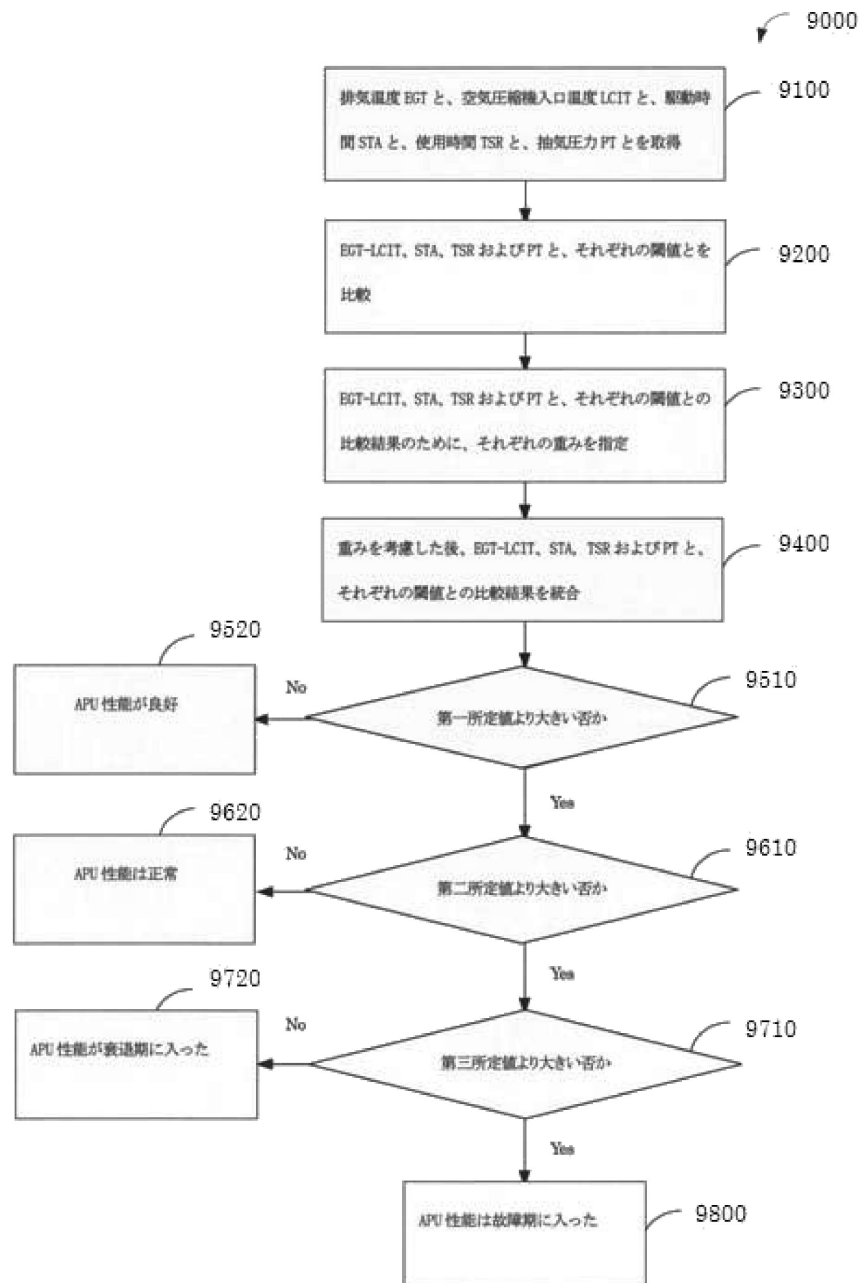 9000
排気温度 EGT と、空気圧縮機入口温度 LCIT と、駆動時
間 STA と、使用時間 TSR と、抽気圧力 PT とを取得
9100
EGT-LCIT、STA、TSR および PT と、それぞれの閾値とを
比較
9200
EGT-LCIT、STA、TSR および PT と、それぞれの閾値との
比較結果のために、それぞれの重みを指定
9300
重みを考慮した後、EGT-LCIT、STA、TSR および PT と、
それぞれの閾値との比較結果を統合
9400
9520
APU 性能が良好
No
第一所定値より大きい否か
9510
Yes
9620
APU 性能は正常
No
第二所定値より大きい否か
9610
Yes
9720
APU 性能が衰退期に入った
No
第三所定値より大きい否か
9710
Yes
APU 性能は故障期に入った
9800